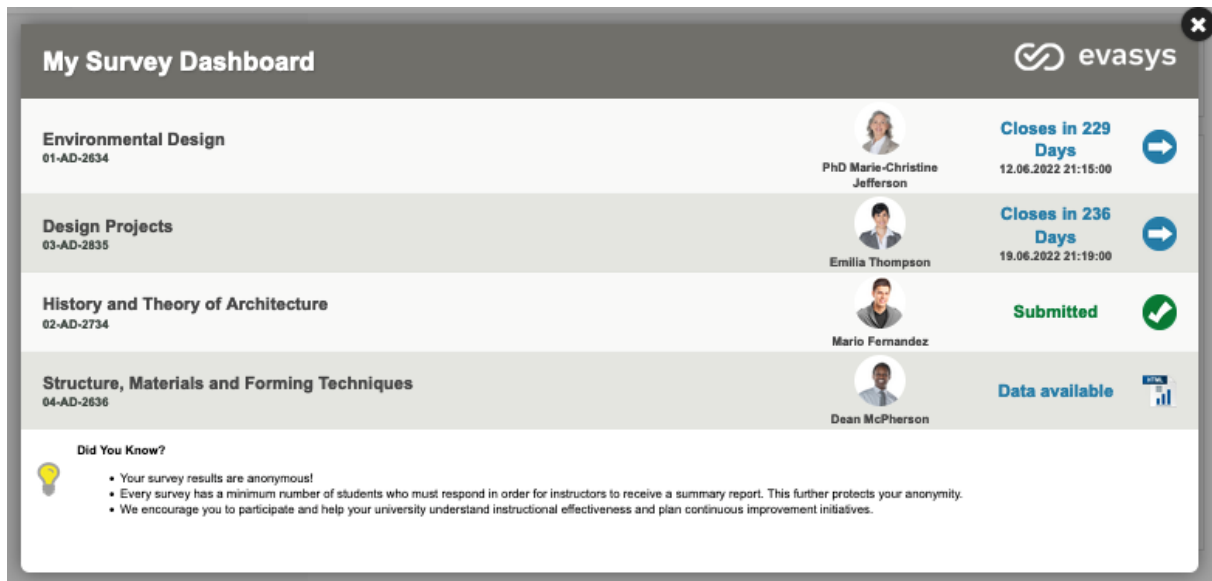 My Survey Dashboard
evasys
Environmental Design
01-AD-2634
PhD Marie-Christine
Jefferson
Closes in 229
Days
12.06.2022 21:15:00
Design Projects
03-AD-2835
Emilia Thompson
Closes in 236
Days
19.06.2022 21:19:00
History and Theory of Architecture
02-AD-2734
Mario Fernandez
Submitted
Structure, Materials and Forming Techniques
04-AD-2636
Dean McPherson
Data available
HTML
Did You Know?
• Your survey results are anonymous!
• Every survey has a minimum number of students who must respond in order for instructors to receive a summary report. This further protects your anonymity.
• We encourage you to participate and help your university understand instructional effectiveness and plan continuous improvement initiatives.